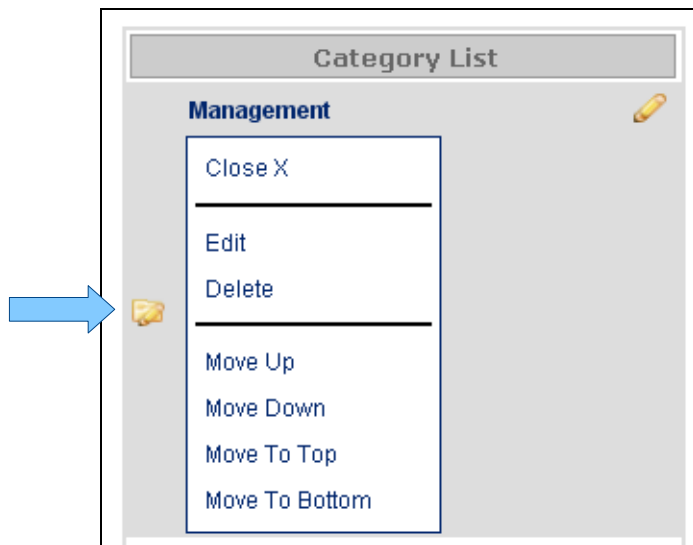 Category List
Management
Close X
Edit
Delete
Move Up
Move Down
Move To Top
Move To Bottom